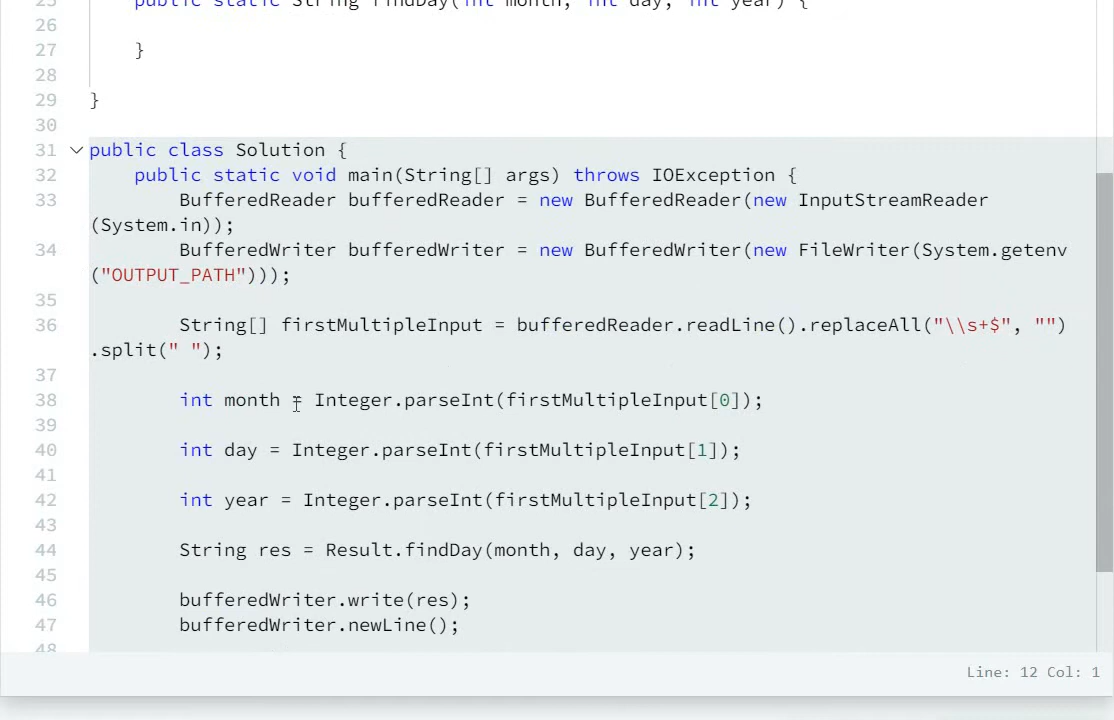 25 public static String findDay(int month, int day, int year) {
26
27 }
28
29 }
30
31 public class Solution {
32 public static void main(String[] args) throws IOException {
33 BufferedReader bufferedReader = new BufferedReader(new InputStreamReader
(System.in));
34 BufferedWriter bufferedWriter = new BufferedWriter(new FileWriter(System.getenv
("OUTPUT_PATH")));
35
36 String[] firstMultipleInput = bufferedReader.readLine().replaceAll("\\s+$", "")
.split(" ");
37
38 int month = Integer.parseInt(firstMultipleInput[0]);
39
40 int day = Integer.parseInt(firstMultipleInput[1]);
41
42 int year = Integer.parseInt(firstMultipleInput[2]);
43
44 String res = Result.findDay(month, day, year);
45
46 bufferedWriter.write(res);
47 bufferedWriter.newLine();
48
Line: 12 Col: 1